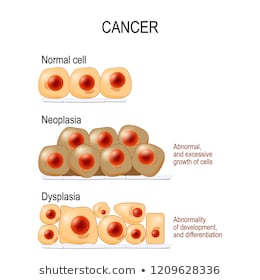 CANCER
Normal cell
Neoplasia
Abnormal,
and excessive
growth of cells
Dysplasia
Abnormality
of development,
and differentiation
shutterstock.com • 1209628336